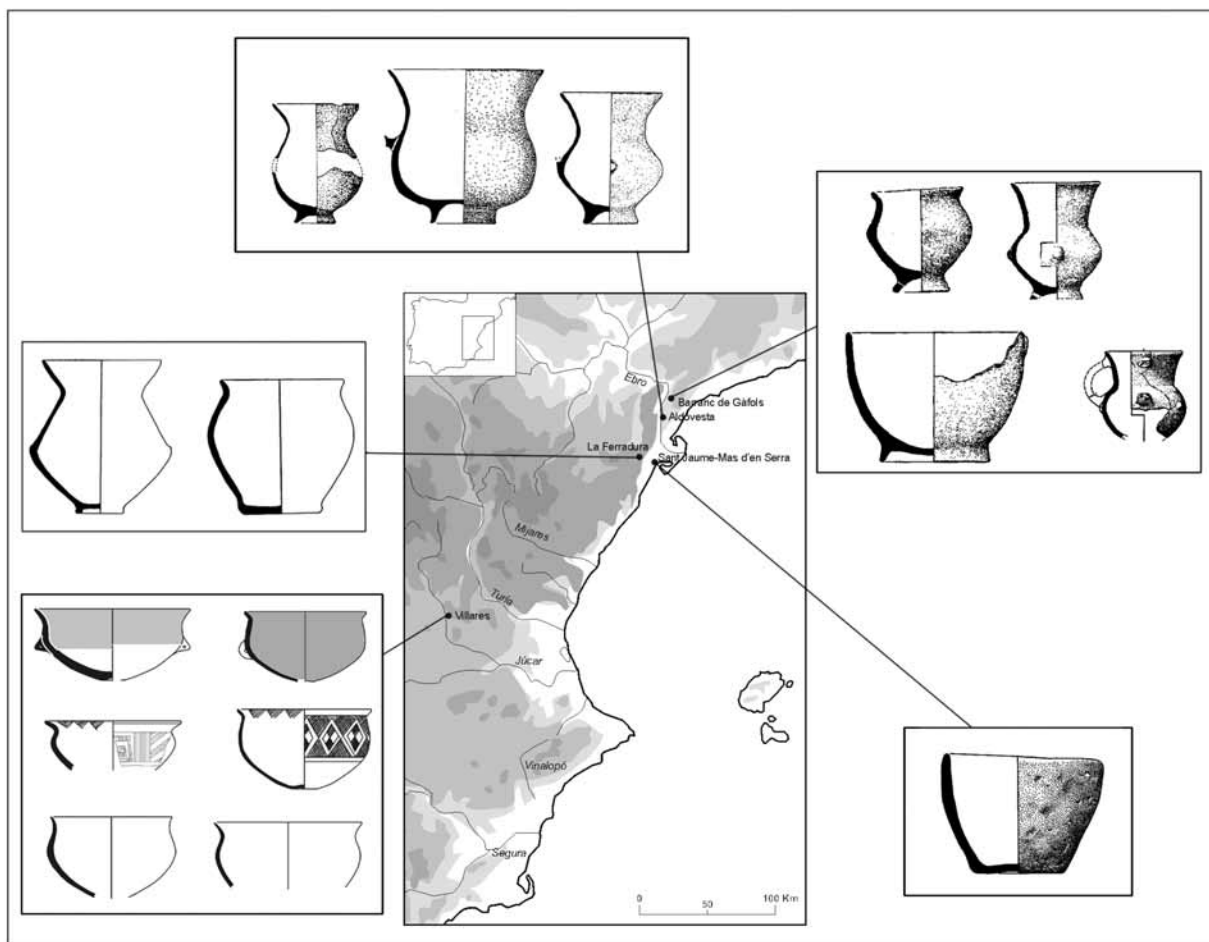 Ebro
Barranc de Gàfols
Aldovesta
La Ferradura
Sant Jaume-Mas d'en Serra
Mijares
Turia
Villares
Júcar
Vinalopó
Segura
0 50 100 Km